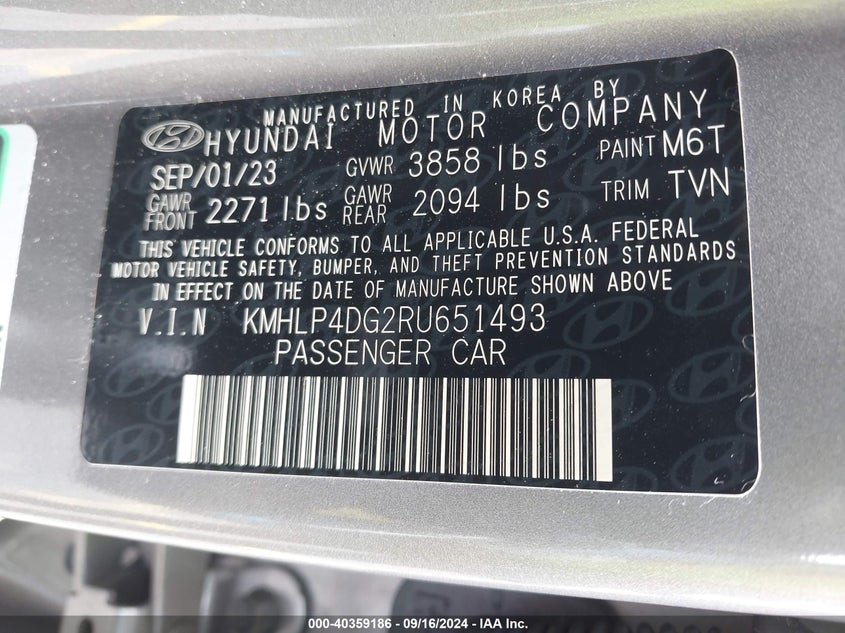 MANUFACTURED IN KOREA BY
HYUNDAI MOTOR COMPANY
SEP/01/23 GVWR 3858 lbs PAINT M6T
GAWR FRONT 2271 lbs GAWR REAR 2094 lbs TRIM TVN
THIS VEHICLE CONFORMS TO ALL APPLICABLE U.S.A. FEDERAL
MOTOR VEHICLE SAFETY, BUMPER, AND THEFT PREVENTION STANDARDS
IN EFFECT ON THE DATE OF MANUFACTURE SHOWN ABOVE
V.I.N KMHLP4DG2RU651493
PASSENGER CAR
000-40359186 - 09/16/2024 - IAA Inc.